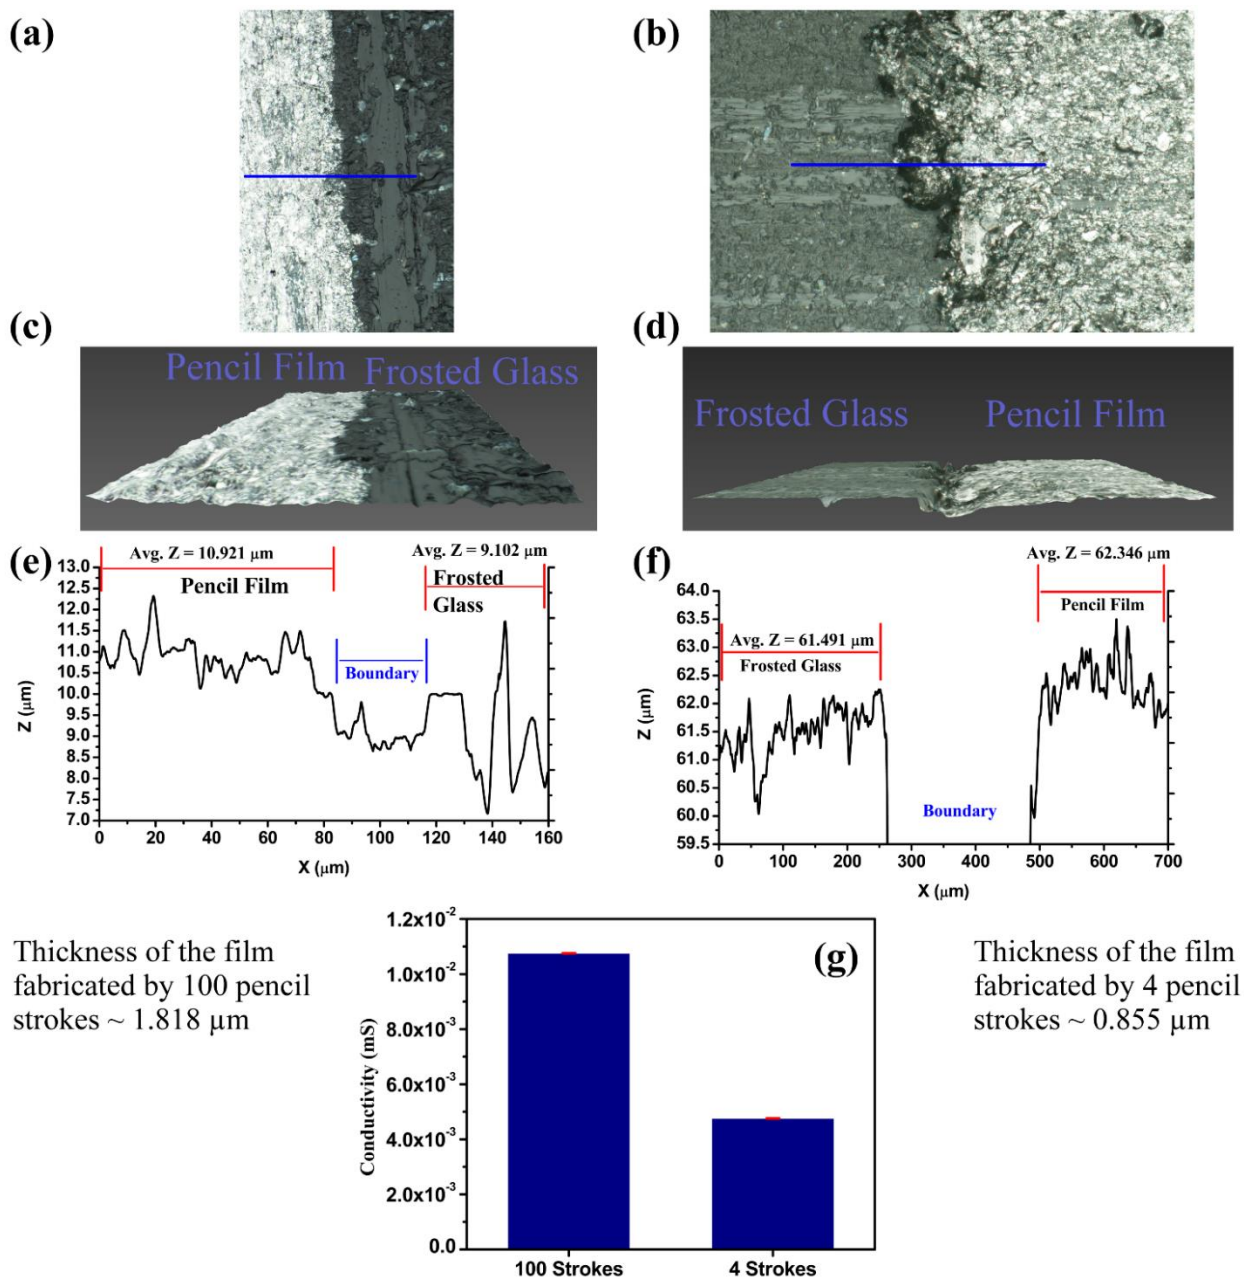 (a)
(b)
(c)
(d)
Pencil Film Frosted Glass
Frosted Glass Pencil Film
(e)
Avg. Z = 10.921 μm
Avg. Z = 9.102 μm
Pencil Film
Frosted
Glass
Boundary
13.0
12.5
11.5
11.0
10.5
10.0
9.0
8.5
8.0
7.5
7.0
Z (μm)
0 20 40 60 80 100 120 140 160
X (μm)
(f)
Avg. Z = 62.346 μm
Pencil Film
Avg. Z = 61.491 μm
Frosted Glass
Boundary
64.0
63.5
63.0
62.5
62.0
61.5
60.5
60.0
59.5
Z (μm)
0 100 200 300 400 500 600 700
X (μm)
Thickness of the film
fabricated by 100 pencil
strokes ~ 1.818 μm
(g)
1.2x10⁻²
1.0x10⁻²
8.0x10⁻³
6.0x10⁻³
4.0x10⁻³
2.0x10⁻³
0.0
Conductivity (mS)
100 Strokes 4 Strokes
Thickness of the film
fabricated by 4 pencil
strokes ~ 0.855 μm